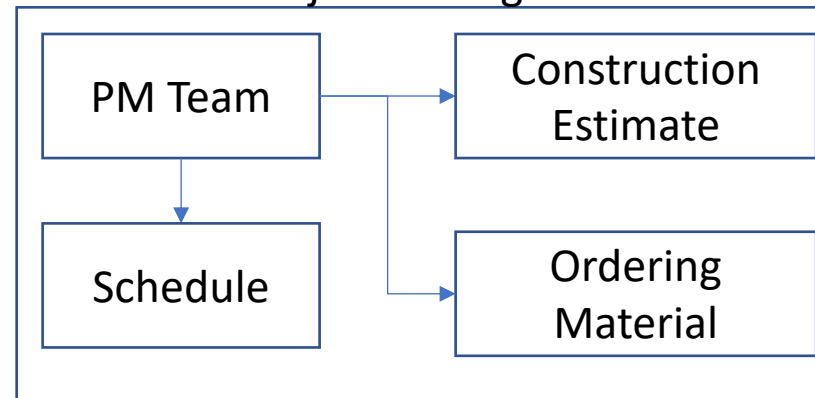 PM Team
Construction
Estimate
Schedule
Ordering
Material